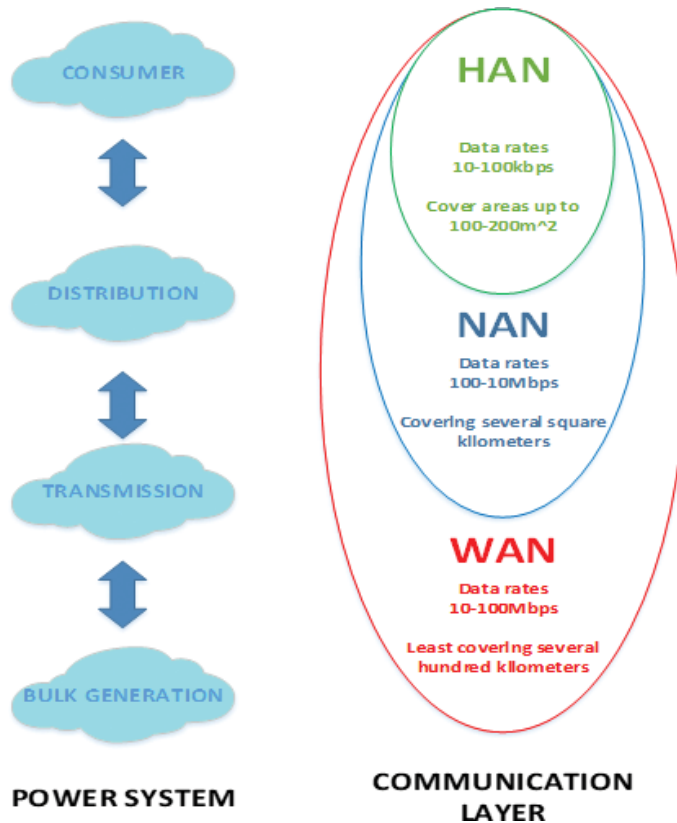 CONSUMER
DISTRIBUTION
TRANSMISSION
BULK GENERATION
POWER SYSTEM
HAN
Data rates
10-100kbps
Cover areas up to
100-200m^2
NAN
Data rates
100-10Mbps
Covering several square
kilometers
WAN
Data rates
10-100Mbps
Least covering several
hundred kilometers
COMMUNICATION
LAYER